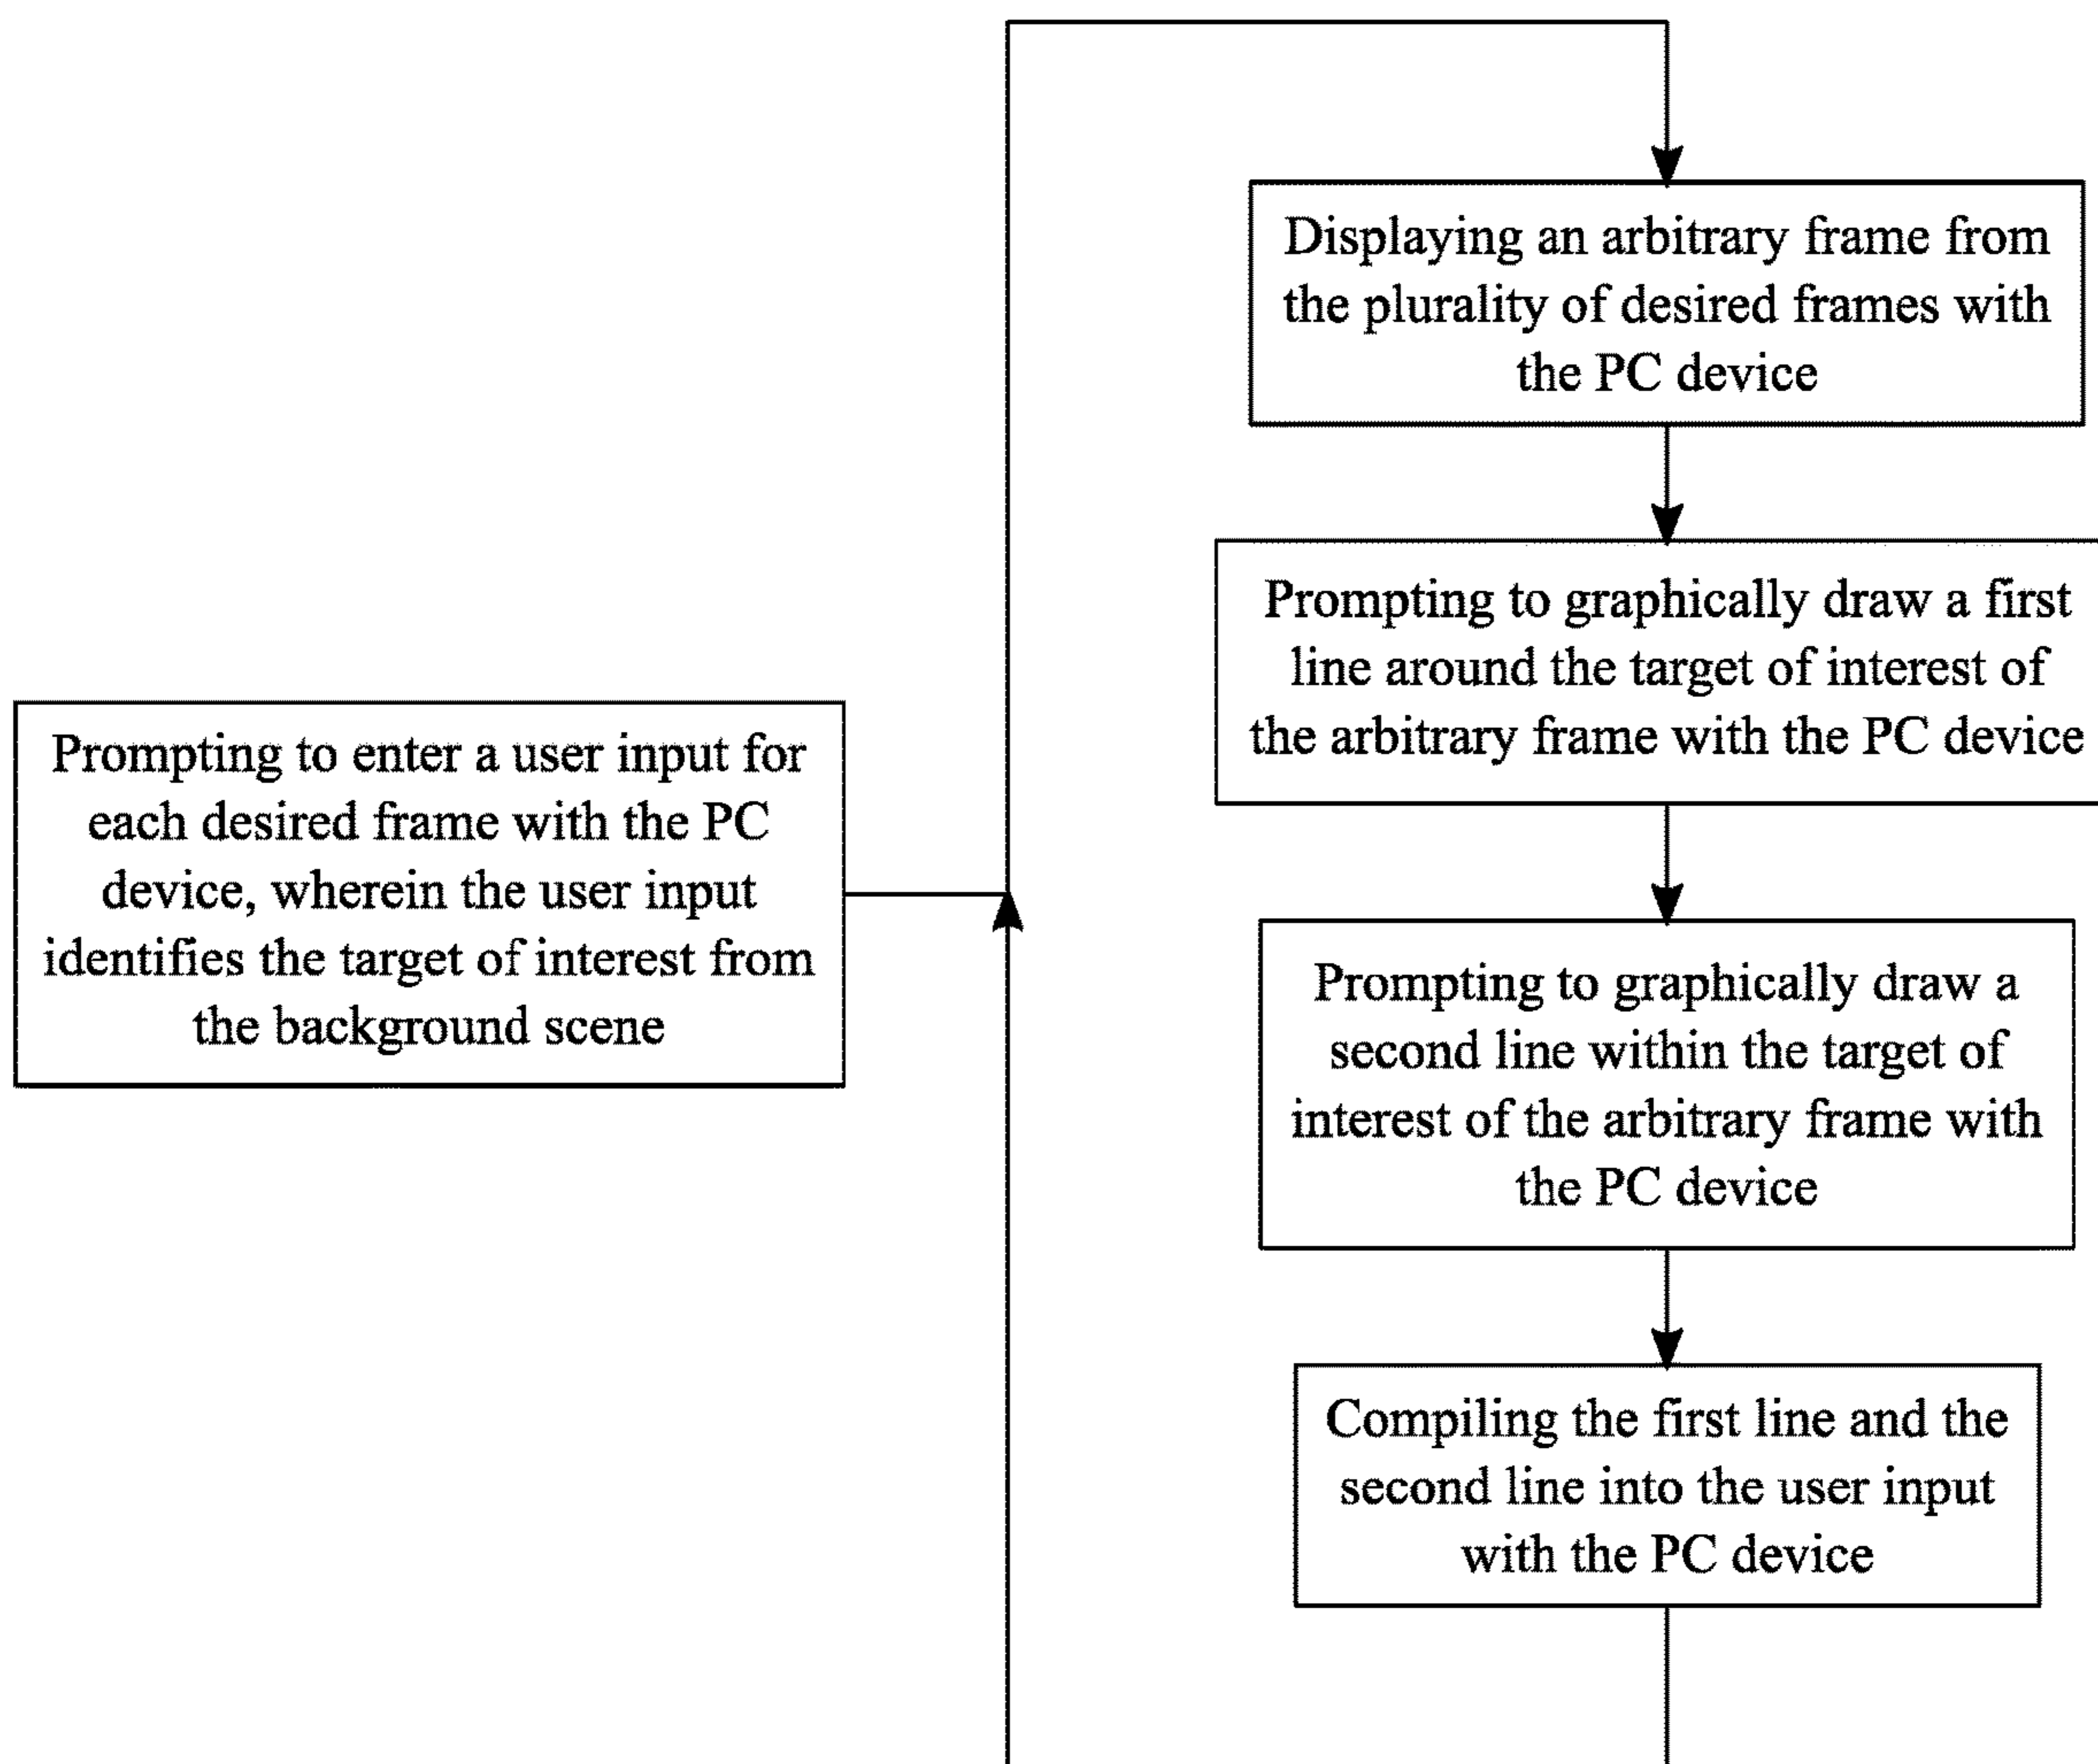 Prompting to enter a user input for
each desired frame with the PC
device, wherein the user input
identifies the target of interest from
the background scene
Displaying an arbitrary frame from
the plurality of desired frames with
the PC device
Prompting to graphically draw a first
line around the target of interest of
the arbitrary frame with the PC device
Prompting to graphically draw a
second line within the target of
interest of the arbitrary frame with
the PC device
Compiling the first line and the
second line into the user input
with the PC device